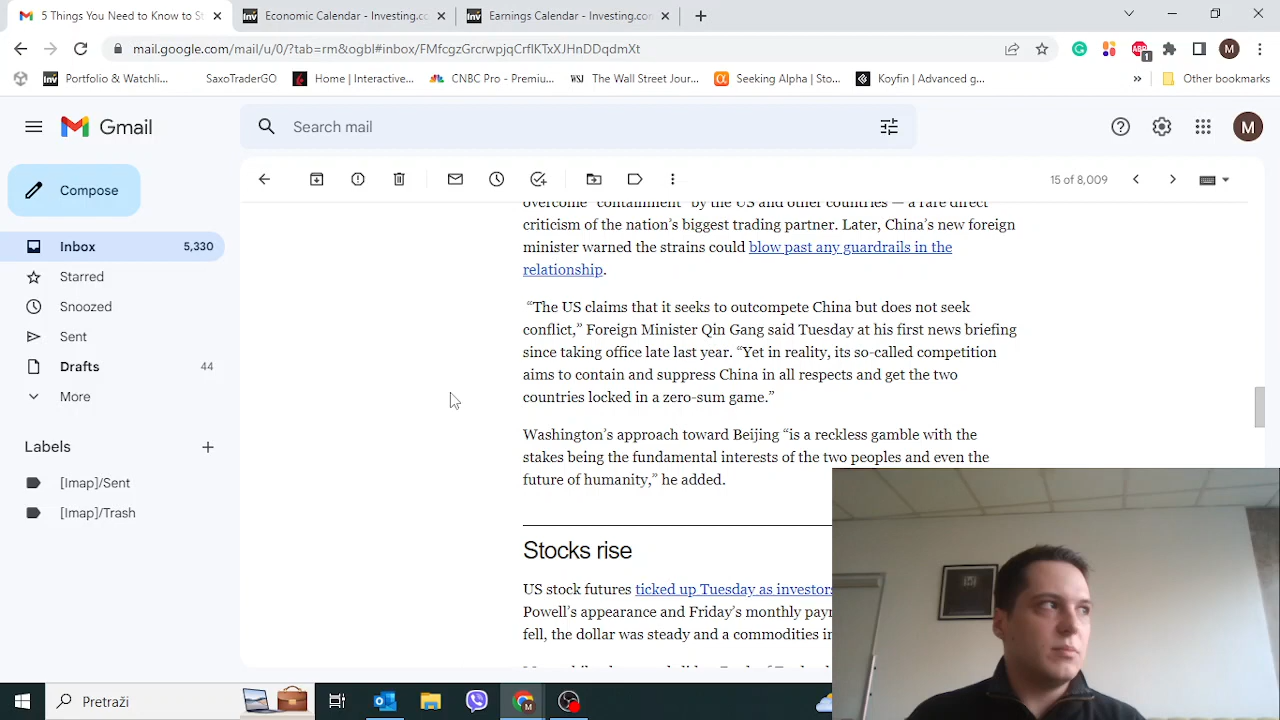 5 Things You Need to Know to St
Economic Calendar - Investing.co
Earnings Calendar - Investing.co
mail.google.com/mail/u/0/?tab=rm&ogbl#inbox/FMfcgzGrcrwpjqCrflKTxXJHnDDqdmXt
ABP
1
M
Inv Portfolio & Watchli...
SaxoTraderGO
Home | Interactive...
CNBC Pro - Premiu...
WSJ The Wall Street Jour...
Seeking Alpha | Sto...
Koyfin | Advanced g...
Other bookmarks
Gmail
Search mail
M
Compose
15 of 8,009
Inbox 5,330
Starred
Snoozed
Sent
Drafts 44
More
Labels
[Imap]/Sent
[Imap]/Trash
overcome “containment” by the US and other countries — a rare direct
criticism of the nation’s biggest trading partner. Later, China’s new foreign
minister warned the strains could blow past any guardrails in the
relationship.
“The US claims that it seeks to outcompete China but does not seek
conflict,” Foreign Minister Qin Gang said Tuesday at his first news briefing
since taking office late last year. “Yet in reality, its so-called competition
aims to contain and suppress China in all respects and get the two
countries locked in a zero-sum game.”
Washington’s approach toward Beijing “is a reckless gamble with the
stakes being the fundamental interests of the two peoples and even the
future of humanity,” he added.
Stocks rise
US stock futures ticked up Tuesday as investors
Powell’s appearance and Friday’s monthly pay
fell, the dollar was steady and a commodities in
Pretraži